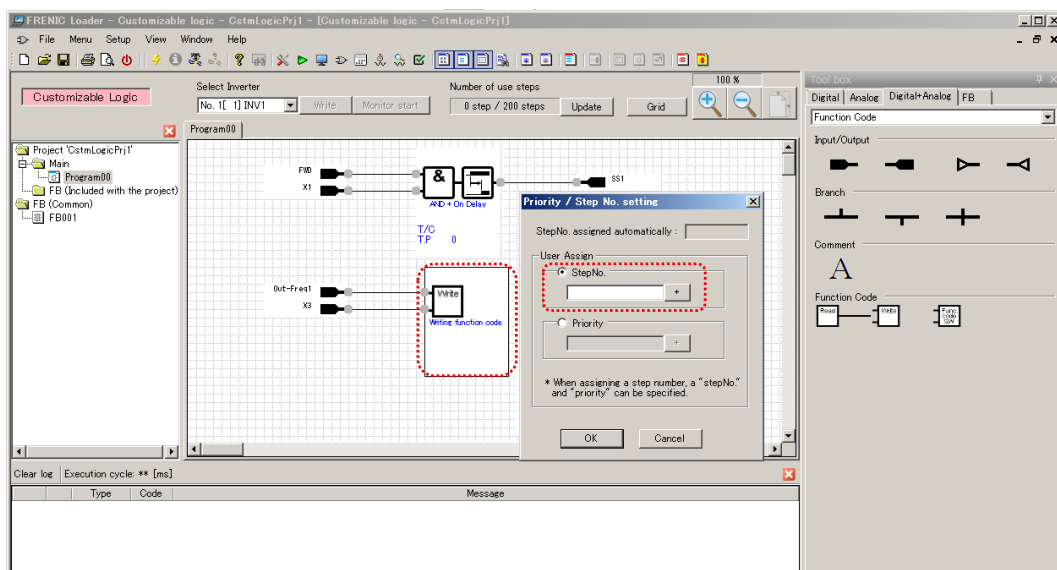 FRENIC Loader - Customizable logic - CstmLogicPrj1 - [Customizable logic - CstmLogicPrj1]
File Menu Setup View Window Help
Customizable Logic
Select Inverter
No. 1[ 1] INV1
Write
Monitor start
Number of use steps
0 step / 200 steps
Update
Grid
100 %
Program00
Project 'CstmLogicPrj1'
Main
Program00
FB (Included with the project)
FB (Common)
FB001
FWD
X1
&
AND + On Delay
SS1
T/C
T.P 0
Out-Freq1
X3
Write
Writing function code
Priority / Step No. setting
StepNo. assigned automatically :
User Assign
StepNo.
+
Priority
+
* When assigning a step number, a "stepNo."
and "priority" can be specified.
OK
Cancel
Tool box
Digital Analog Digital+Analog FB
Function Code
Input/Output
Branch
Comment
A
Function Code
Read
Write
Func. code S/W
Clear log Execution cycle: ** [ms]
Type Code Message